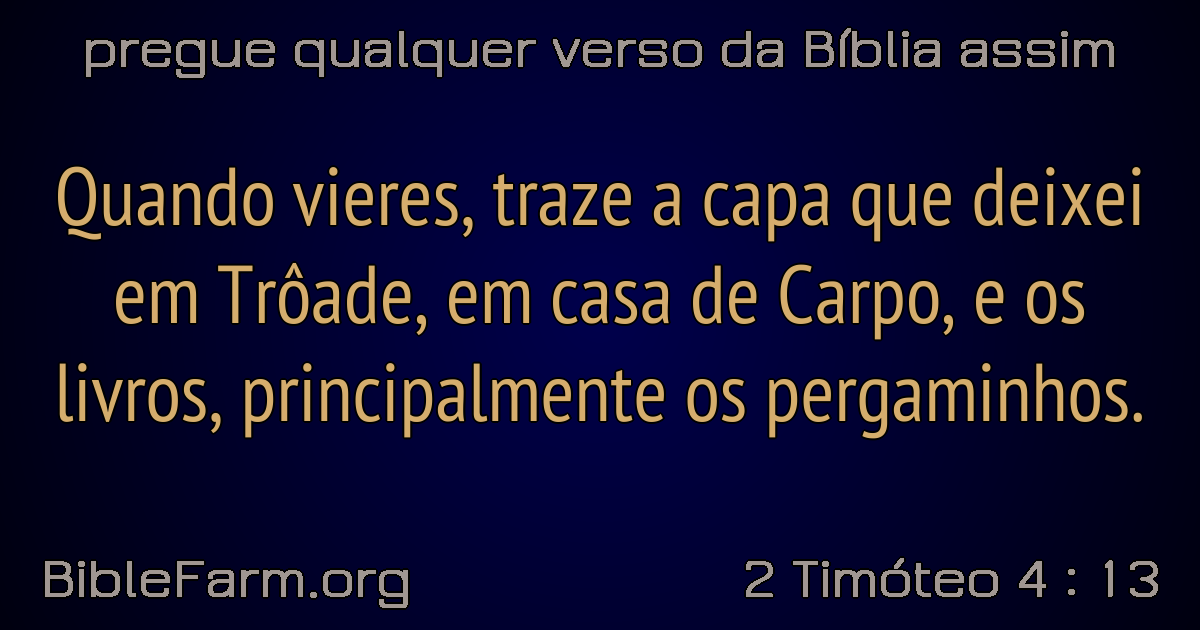 pregue qualquer verso da Bíblia assim
Quando vieres, traze a capa que deixei
em Trôade, em casa de Carpo, e os
livros, principalmente os pergaminhos.
BibleFarm.org
2 Timóteo 4 : 13